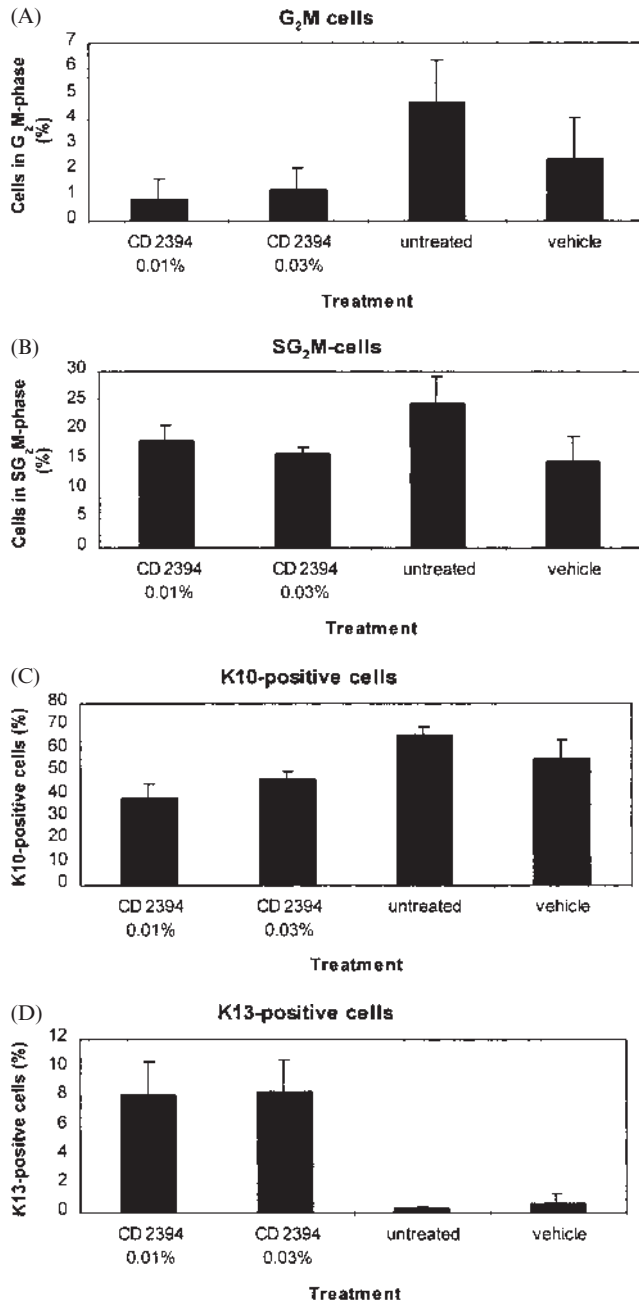 (A)
G₂M cells
Cells in G₂M-phase
(%)
7
6
5
4
3
2
1
0
CD 2394
0.01%
CD 2394
0.03%
untreated
vehicle
Treatment
(B)
SG₂M-cells
Cells in SG₂M-phase
(%)
30
25
20
15
10
5
0
CD 2394
0.01%
CD 2394
0.03%
untreated
vehicle
Treatment
(C)
K10-positive cells
K10-positive cells (%)
80
70
60
50
40
30
20
10
0
CD 2394
0.01%
CD 2394
0.03%
untreated
vehicle
Treatment
(D)
K13-positive cells
K13-positve cells (%)
12
10
8
6
4
2
0
CD 2394
0.01%
CD 2394
0.03%
untreated
vehicle
Treatment